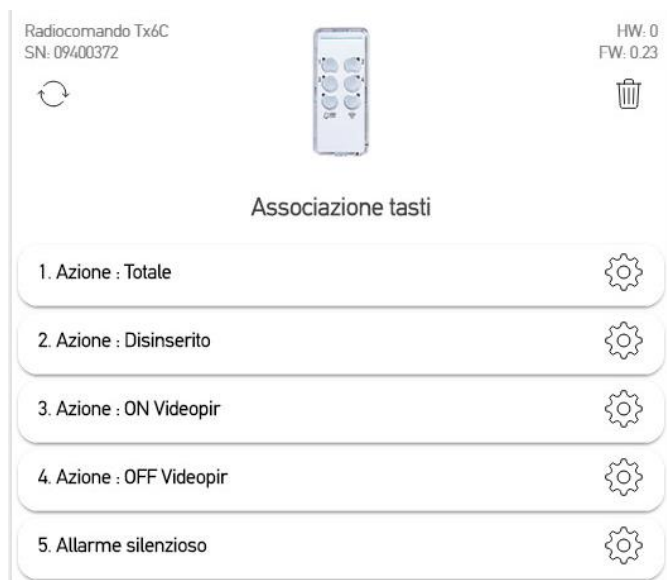 Radiocomando Tx6C
SN: 09400372
HW: 0
FW: 0.23
Associazione tasti
1. Azione : Totale
2. Azione : Disinserito
3. Azione : ON Videopir
4. Azione : OFF Videopir
5. Allarme silenzioso